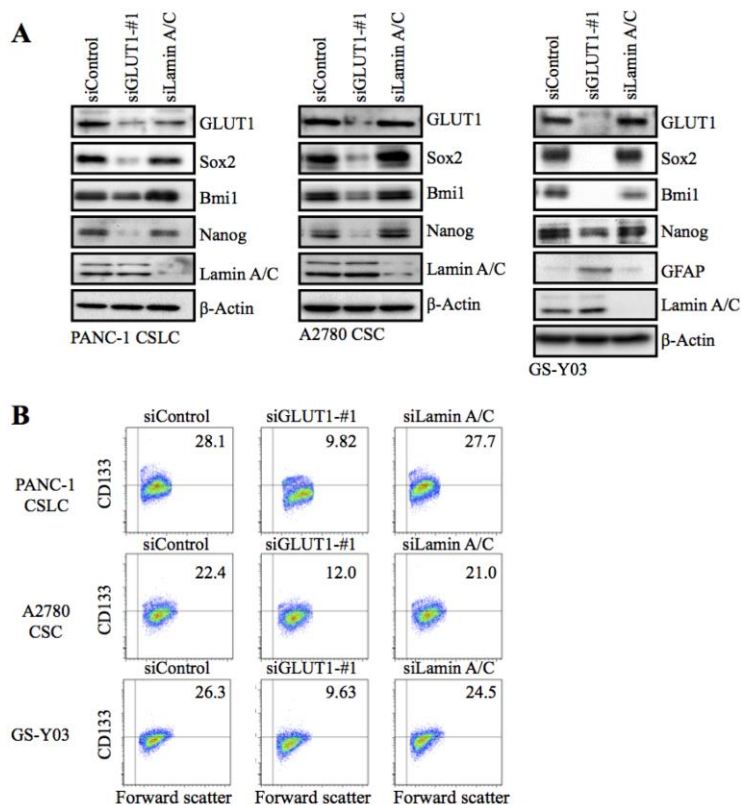 A
siControl
siGLUT1-#1
siLamin A/C
GLUT1
Sox2
Bmi1
Nanog
Lamin A/C
β-Actin
PANC-1 CSLC
siControl
siGLUT1-#1
siLamin A/C
GLUT1
Sox2
Bmi1
Nanog
Lamin A/C
β-Actin
A2780 CSC
siControl
siGLUT1-#1
siLamin A/C
GLUT1
Sox2
Bmi1
Nanog
GFAP
Lamin A/C
β-Actin
GS-Y03
B
siControl siGLUT1-#1 siLamin A/C
PANC-1
CSLC
CD133
28.1 9.82 27.7
siControl siGLUT1-#1 siLamin A/C
A2780
CSC
CD133
22.4 12.0 21.0
siControl siGLUT1-#1 siLamin A/C
GS-Y03
CD133
26.3 9.63 24.5
Forward scatter Forward scatter Forward scatter